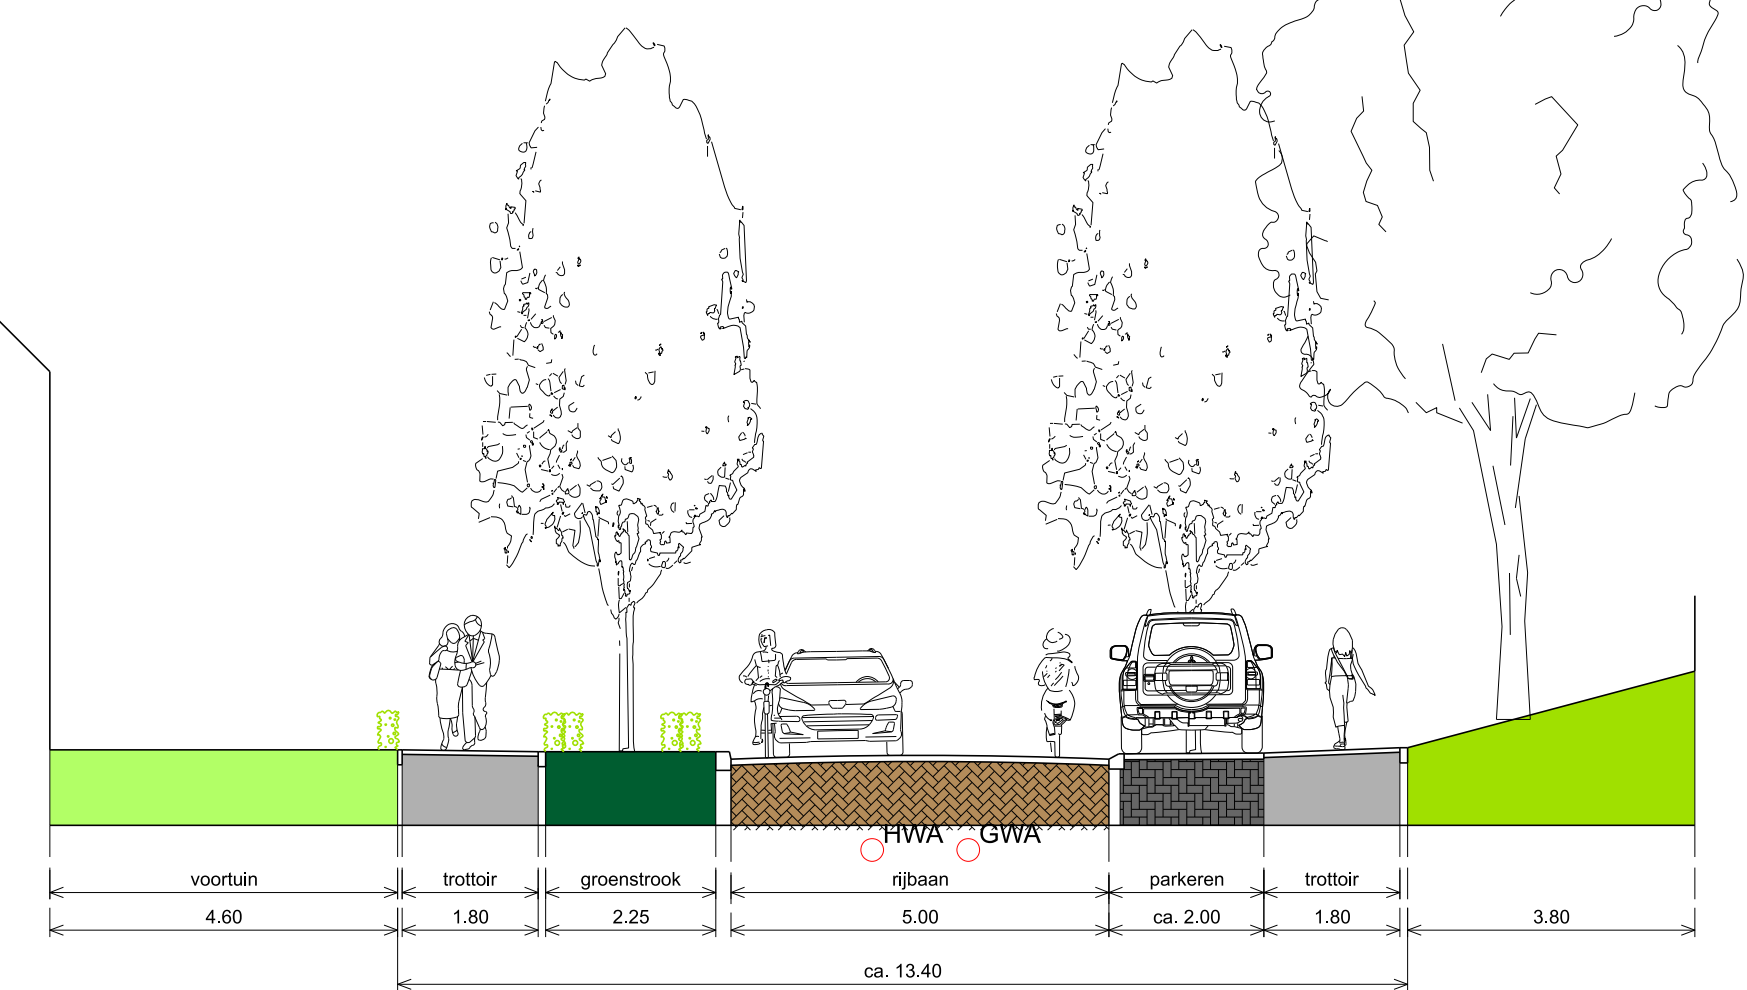 HWA GWA
voortuin trottoir groenstrook rijbaan parkeren trottoir
4.60 1.80 2.25 5.00 ca. 2.00 1.80 3.80
ca. 13.40